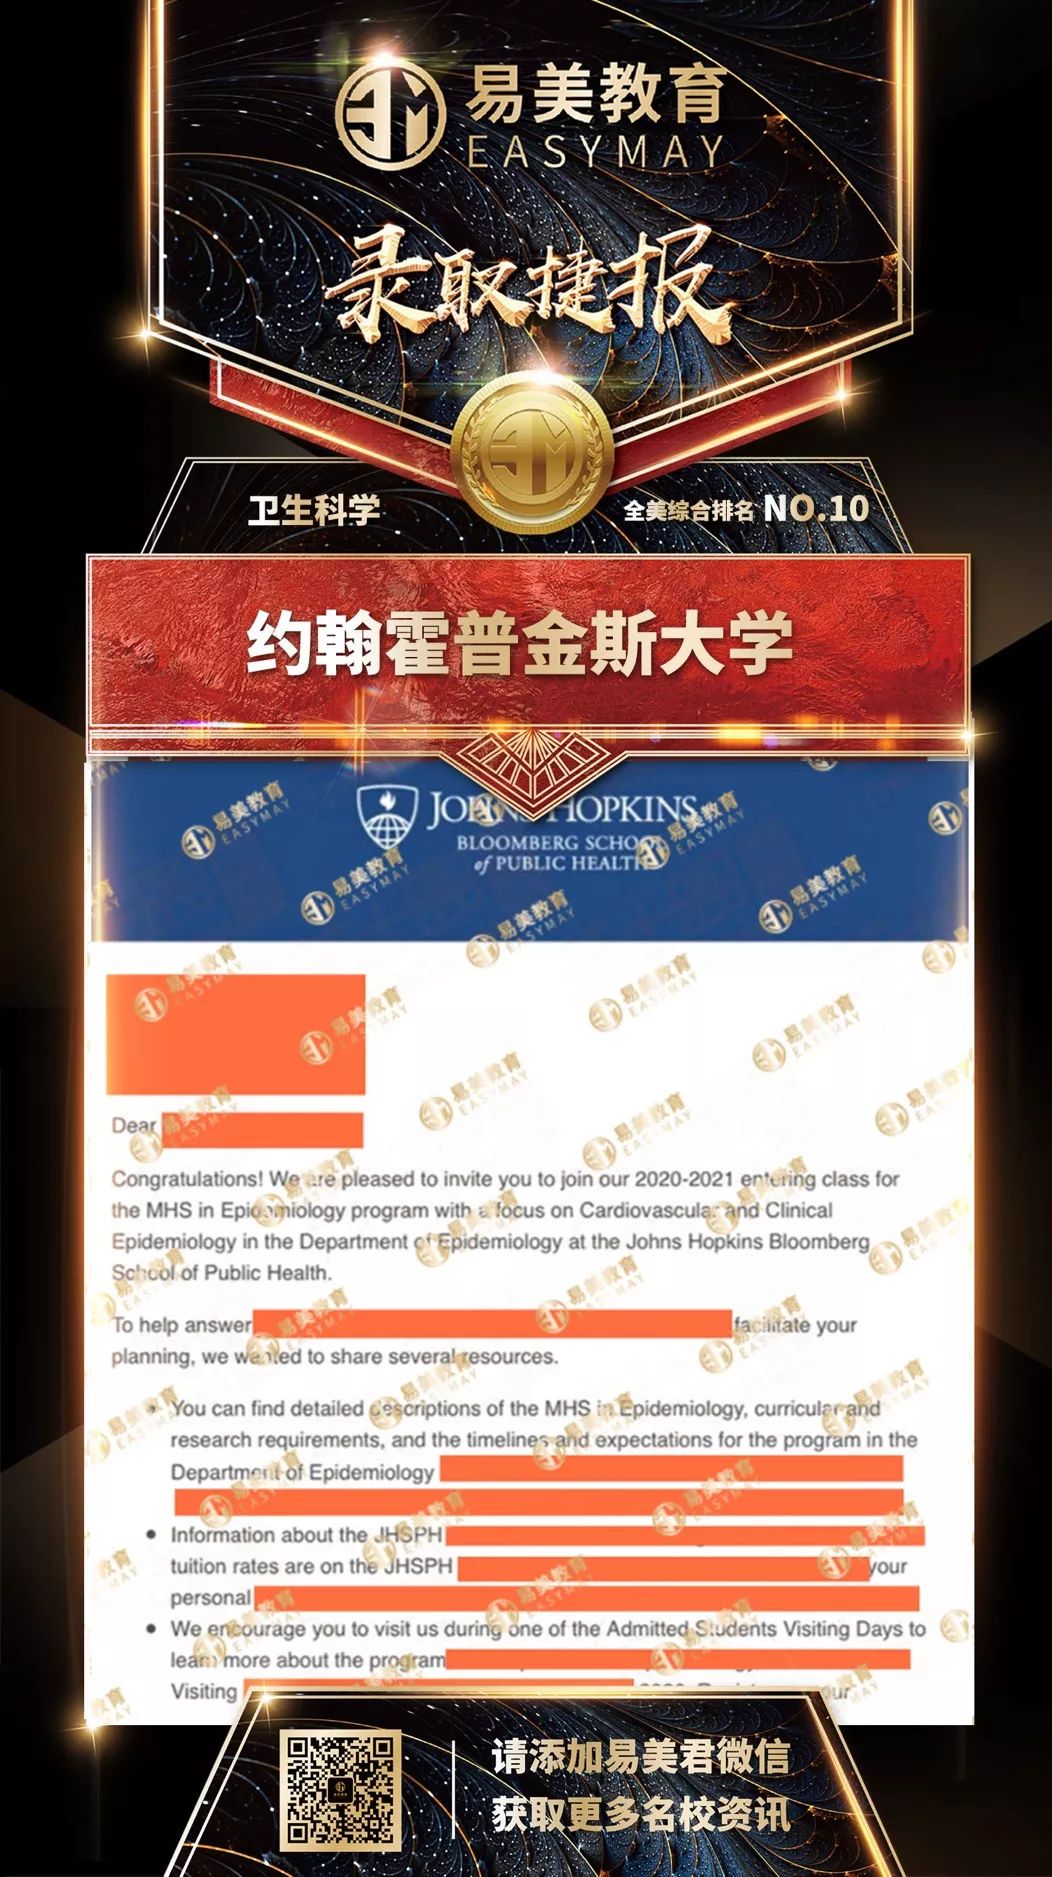 易美教育
EASYMAY
录取捷报
卫生科学
全美综合排名 NO.10
约翰霍普金斯大学
JOHNS HOPKINS
BLOOMBERG SCHOOL
of PUBLIC HEALTH
Dear
Congratulations! We are pleased to invite you to join our 2020-2021 entering class for
the MHS in Epidemiology program with a focus on Cardiovascular and Clinical
Epidemiology in the Department of Epidemiology at the Johns Hopkins Bloomberg
School of Public Health.
To help answer facilitate your
planning, we wanted to share several resources.
• You can find detailed descriptions of the MHS in Epidemiology, curricular and
research requirements, and the timelines and expectations for the program in the
Department of Epidemiology
• Information about the JHSPH
tuition rates are on the JHSPH your
personal
• We encourage you to visit us during one of the Admitted Students Visiting Days to
learn more about the program
Visiting
请添加易美君微信
获取更多名校资讯